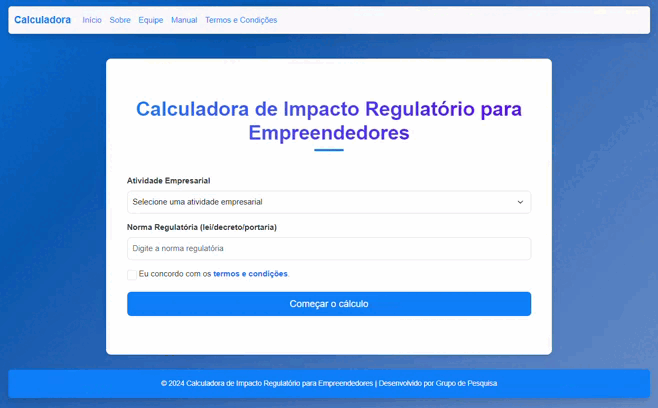 Calculadora Início Sobre Equipe Manual Termos e Condições
Calculadora de Impacto Regulatório para
Empreendedores
Atividade Empresarial
Selecione uma atividade empresarial
Norma Regulatória (lei/decreto/portaria)
Digite a norma regulatória
Eu concordo com os termos e condições.
Começar o cálculo
© 2024 Calculadora de Impacto Regulatório para Empreendedores | Desenvolvido por Grupo de Pesquisa